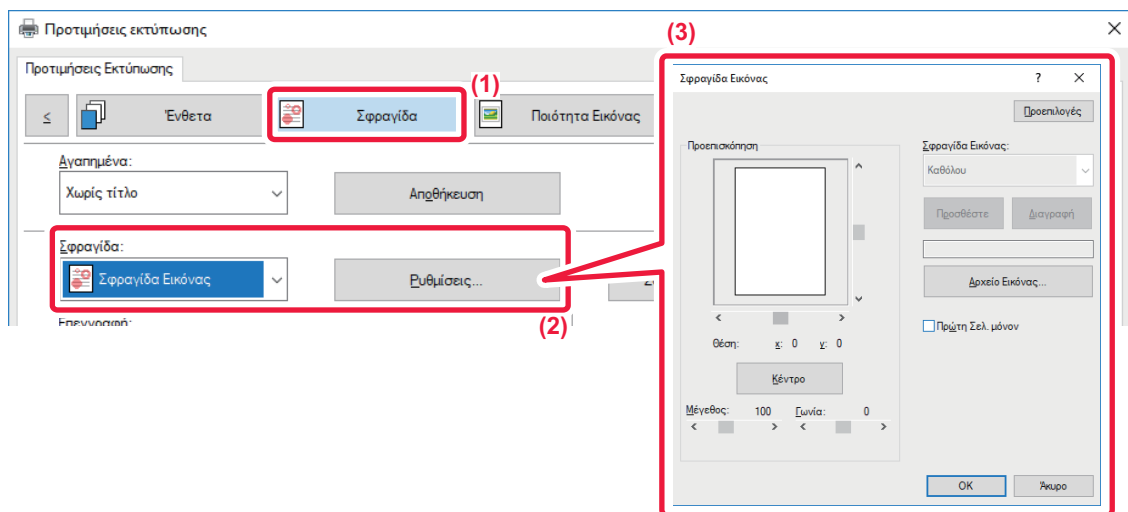 Προτιμήσεις εκτύπωσης
Προτιμήσεις Εκτύπωσης
(1)
< Ένθετα Σφραγίδα Ποιότητα Εικόνας
Αγαπημένα:
Χωρίς τίτλο Αποθήκευση
Σφραγίδα:
Σφραγίδα Εικόνας Ρυθμίσεις...
(2)
Επιγραφή:
(3)
Σφραγίδα Εικόνας ? ×
Προεπιλογές
Προεπισκόπηση
Σφραγίδα Εικόνας:
Καθόλου
Προσθέστε Διαγραφή
Αρχείο Εικόνας...
Πρώτη Σελ. μόνον
Θέση: x: 0 y: 0
Κέντρο
Μέγεθος: 100 Γωνία: 0
OK Άκυρο